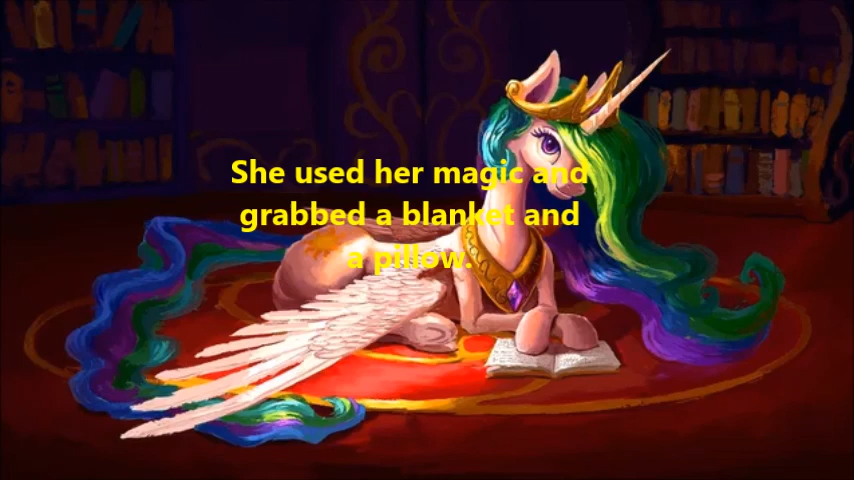 She used her magic and
grabbed a blanket and
a pillow.